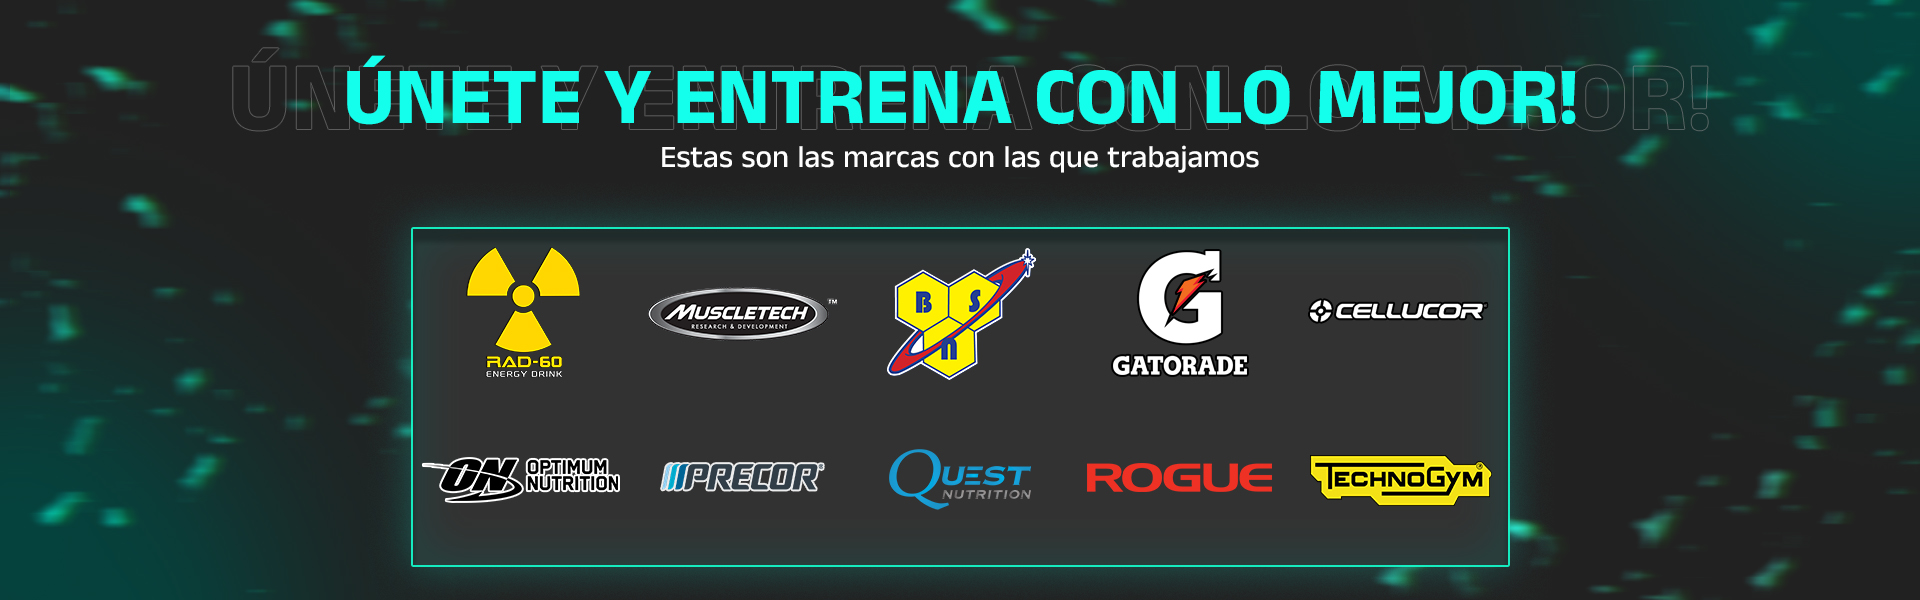 ÚNETE Y ENTRENA CON LO MEJOR!
Estas son las marcas con las que trabajamos
RAD-60
ENERGY DRINK
MUSCLETECH™
RESEARCH & DEVELOPMENT
B S
N
G
GATORADE
CELLUCOR®
ON OPTIMUM
NUTRITION
PRECOR®
QUEST
NUTRITION
ROGUE
TECHNOGYM®